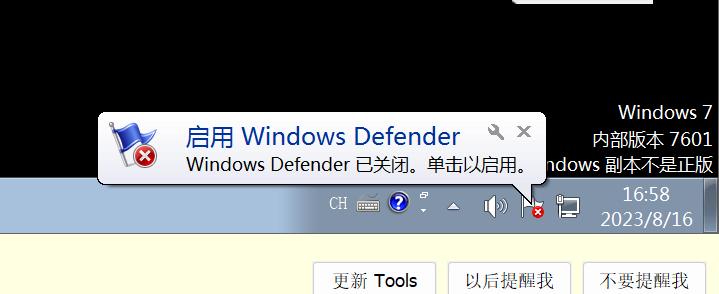 启用 Windows Defender
Windows Defender 已关闭。单击以启用。
Windows 7
内部版本 7601
ndows 副本不是正版
CH
16:58
2023/8/16
更新 Tools
以后提醒我
不要提醒我